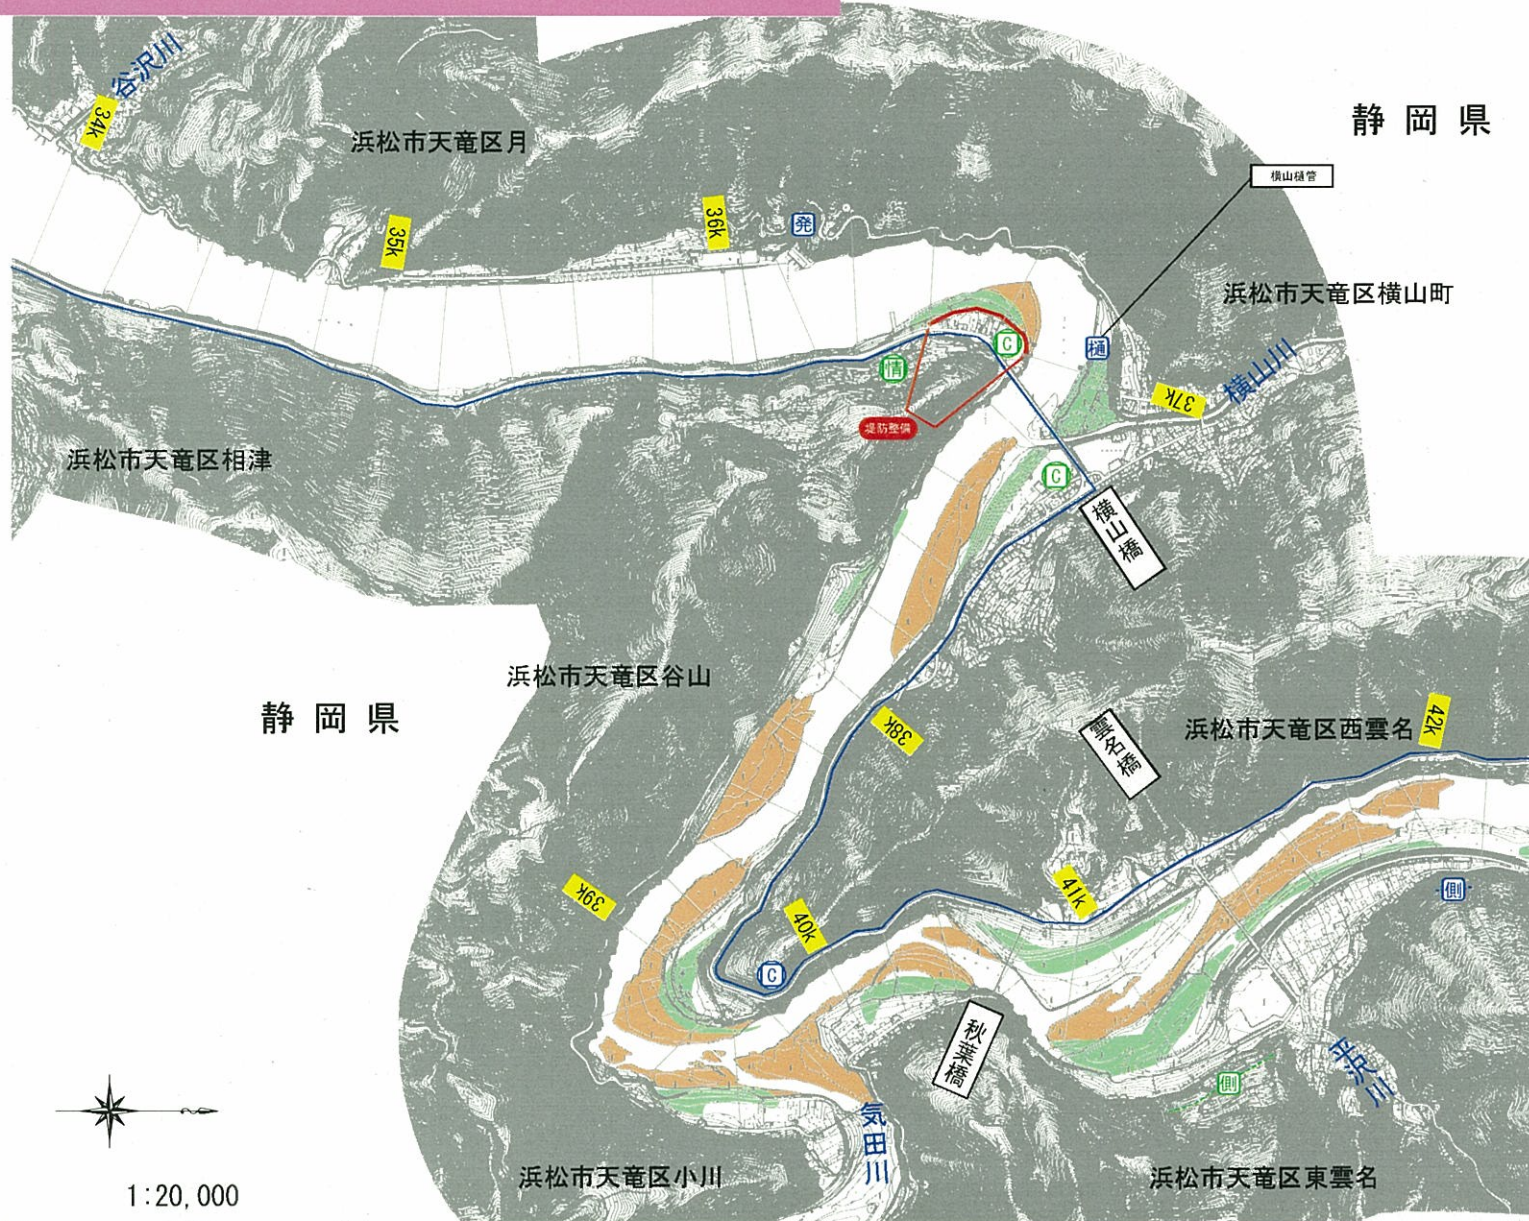 谷沢川
34k
浜松市天竜区月
静岡県
横山樋管
35k
36k
発
浜松市天竜区横山町
C
樋
情
横山川
37k
堤防整備
浜松市天竜区相津
C
横山橋
浜松市天竜区谷山
静岡県
38k
雲名橋
浜松市天竜区西雲名
42k
39k
40k
41k
側
C
秋葉橋
平沢川
側
気田川
浜松市天竜区小川
浜松市天竜区東雲名
1:20,000